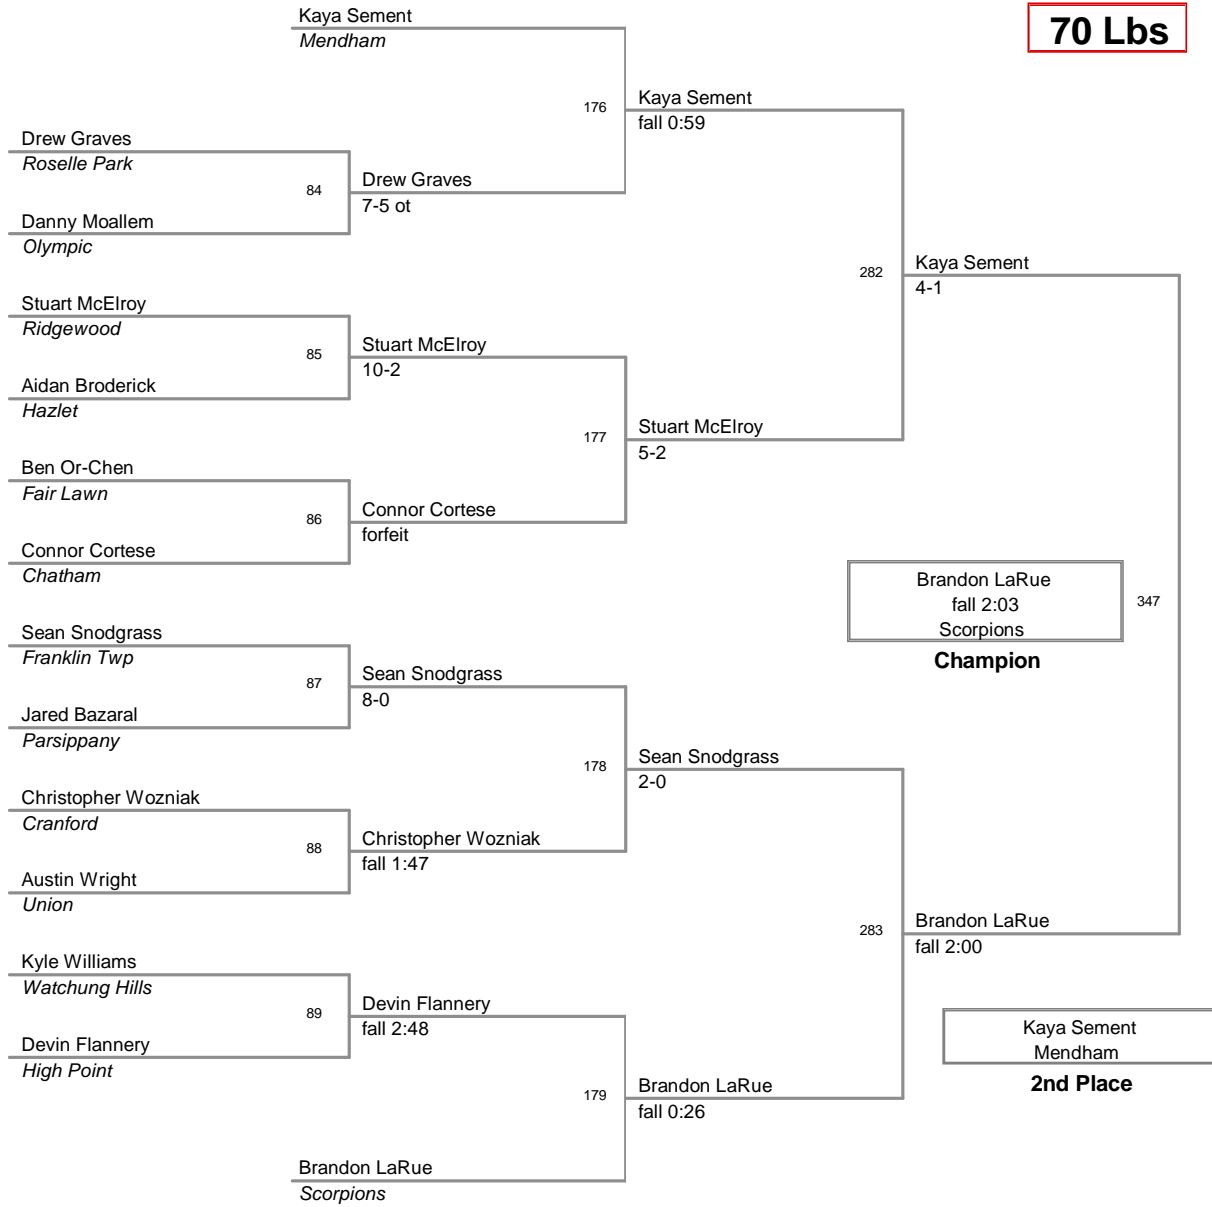 Kaya Sement
Mendham
70 Lbs
176
Kaya Sement
fall 0:59
Drew Graves
Roselle Park
84
Drew Graves
7-5 ot
Danny Moallem
Olympic
282
Kaya Sement
4-1
Stuart McElroy
Ridgewood
85
Stuart McElroy
10-2
Aidan Broderick
Hazlet
177
Stuart McElroy
5-2
Ben Or-Chen
Fair Lawn
86
Connor Cortese
forfeit
Connor Cortese
Chatham
Brandon LaRue
fall 2:03
Scorpions
347
Champion
Sean Snodgrass
Franklin Twp
87
Sean Snodgrass
8-0
Jared Bazaral
Parsippany
178
Sean Snodgrass
2-0
Christopher Wozniak
Cranford
88
Christopher Wozniak
fall 1:47
Austin Wright
Union
283
Brandon LaRue
fall 2:00
Kyle Williams
Watchung Hills
89
Devin Flannery
fall 2:48
Devin Flannery
High Point
Kaya Sement
Mendham
2nd Place
179
Brandon LaRue
fall 0:26
Brandon LaRue
Scorpions